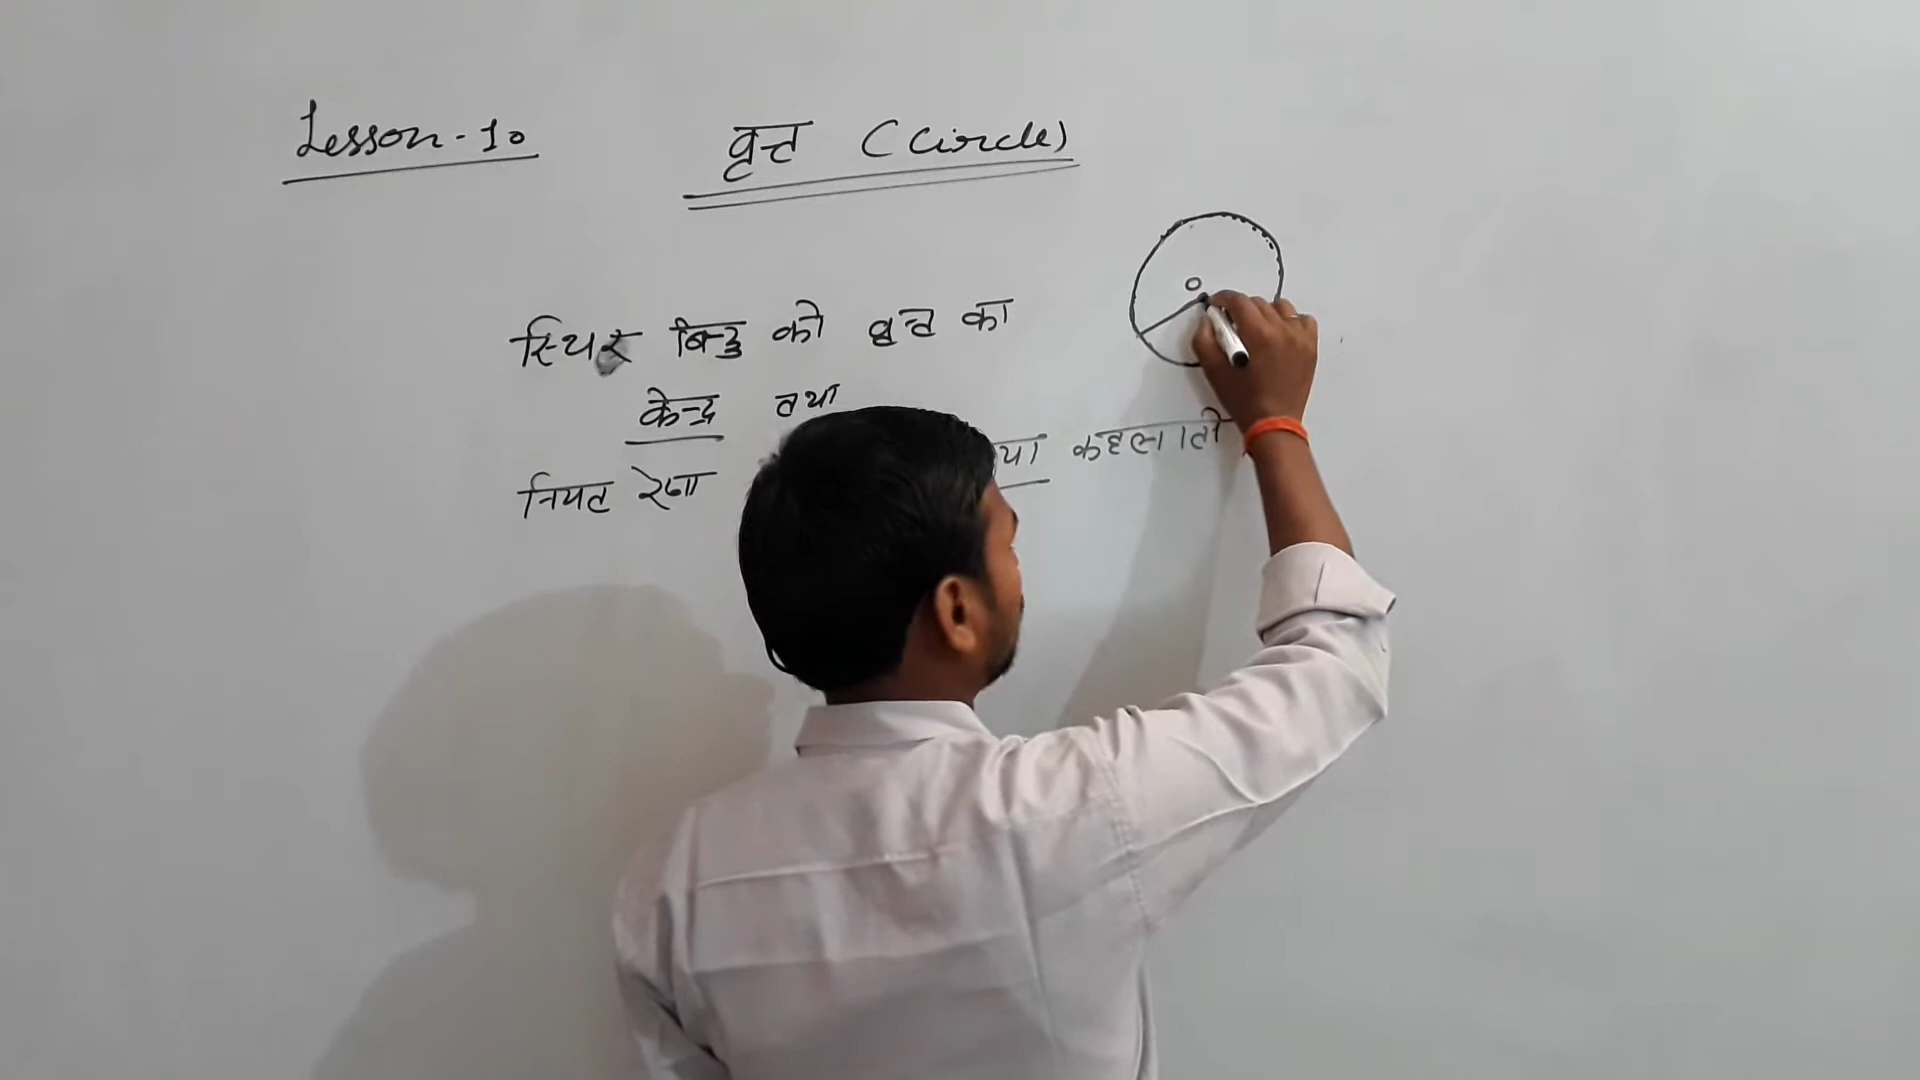 Lesson-10
वृत्त (Circle)
O
स्थिर बिन्दु को वृत्त का
केन्द्र तथा
नियत रेखा कहलाती